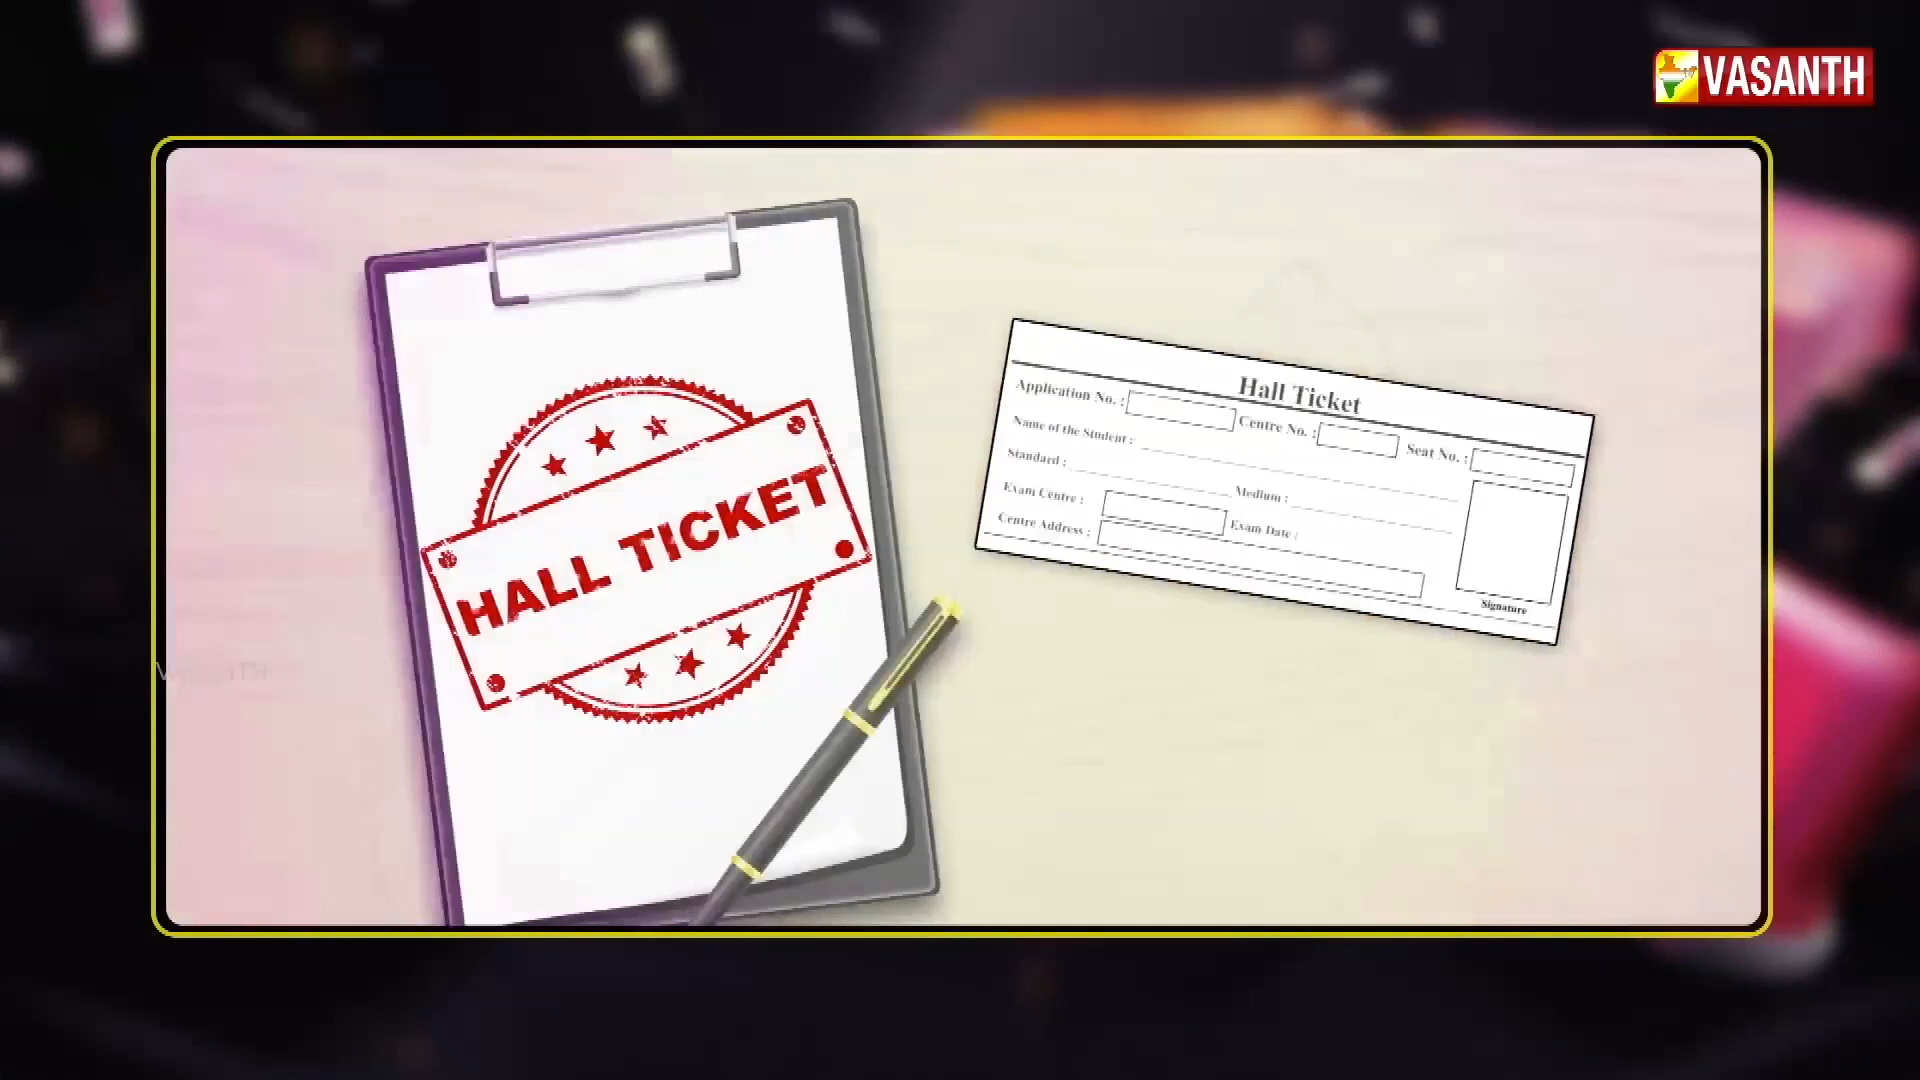 VASANTH
HALL TICKET
Hall Ticket
Application No. : Centre No. : Seat No. :
Name of the Student :
Standard : Medium :
Exam Centre : Exam Date :
Centre Address :
Signature